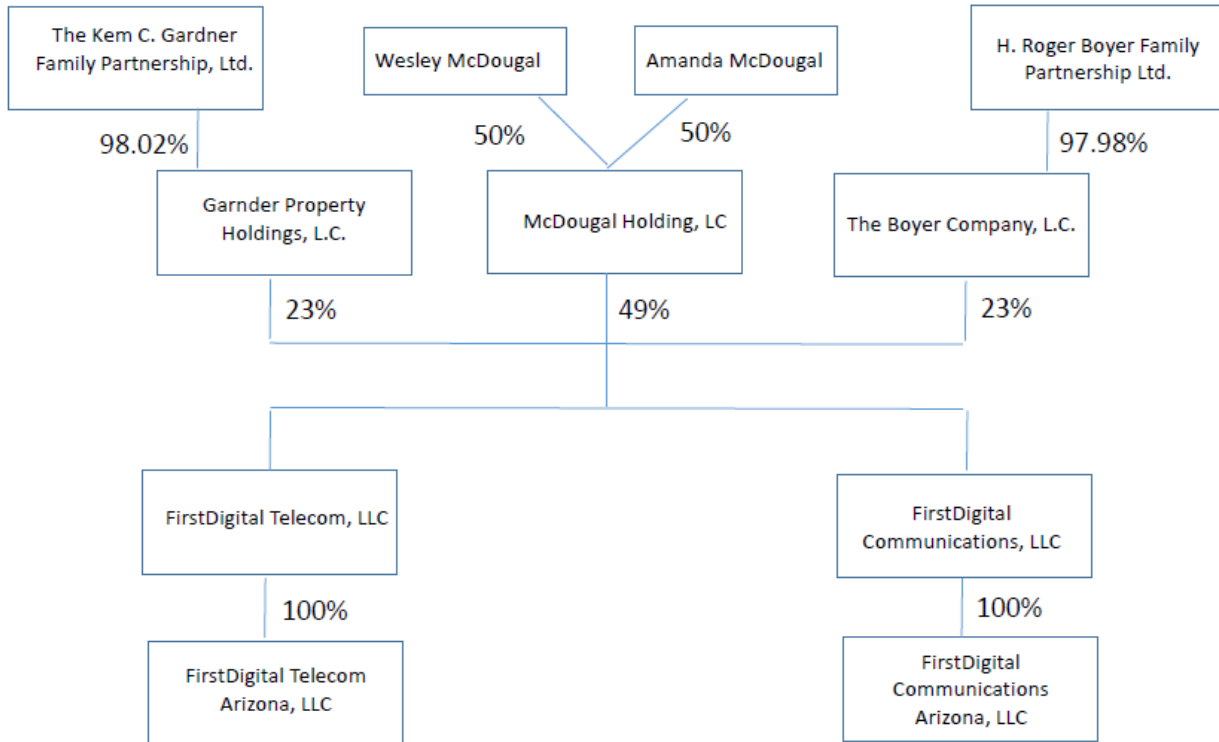 The Kem C. Gardner
Family Partnership, Ltd.
Wesley McDougal
Amanda McDougal
H. Roger Boyer Family
Partnership Ltd.
98.02%
50%
50%
97.98%
Garnder Property
Holdings, L.C.
McDougal Holding, LC
The Boyer Company, L.C.
23%
49%
23%
FirstDigital Telecom, LLC
FirstDigital
Communications, LLC
100%
100%
FirstDigital Telecom
Arizona, LLC
FirstDigital
Communications
Arizona, LLC